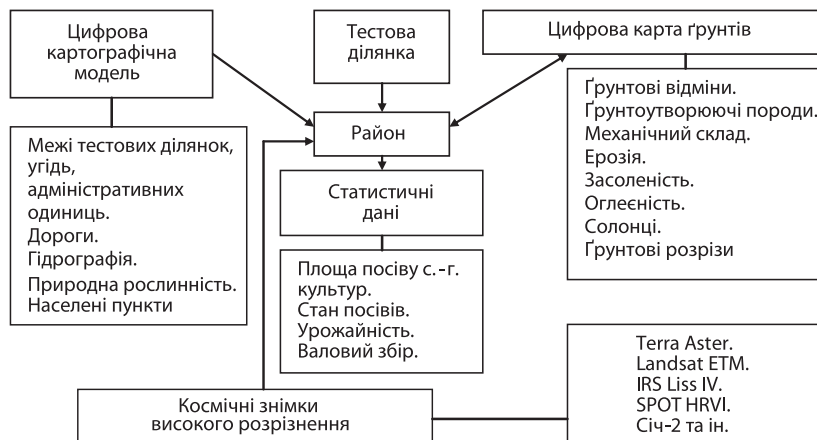 Цифрова
картографічна
модель
Тестова
ділянка
Цифрова карта ґрунтів
Район
Межі тестових ділянок,
угідь,
адміністративних
одиниць.
Дороги.
Гідрографія.
Природна рослинність.
Населені пункти
Ґрунтові відміни.
Ґрунтоутворюючі породи.
Механічний склад.
Ерозія.
Засоленість.
Оглеєність.
Солонці.
Ґрунтові розрізи
Статистичні
дані
Площа посіву с.-г.
культур.
Стан посівів.
Урожайність.
Валовий збір.
Космічні знімки
високого розрізнення
Terra Aster.
Landsat ETM.
IRS Liss IV.
SPOT HRVI.
Січ-2 та ін.